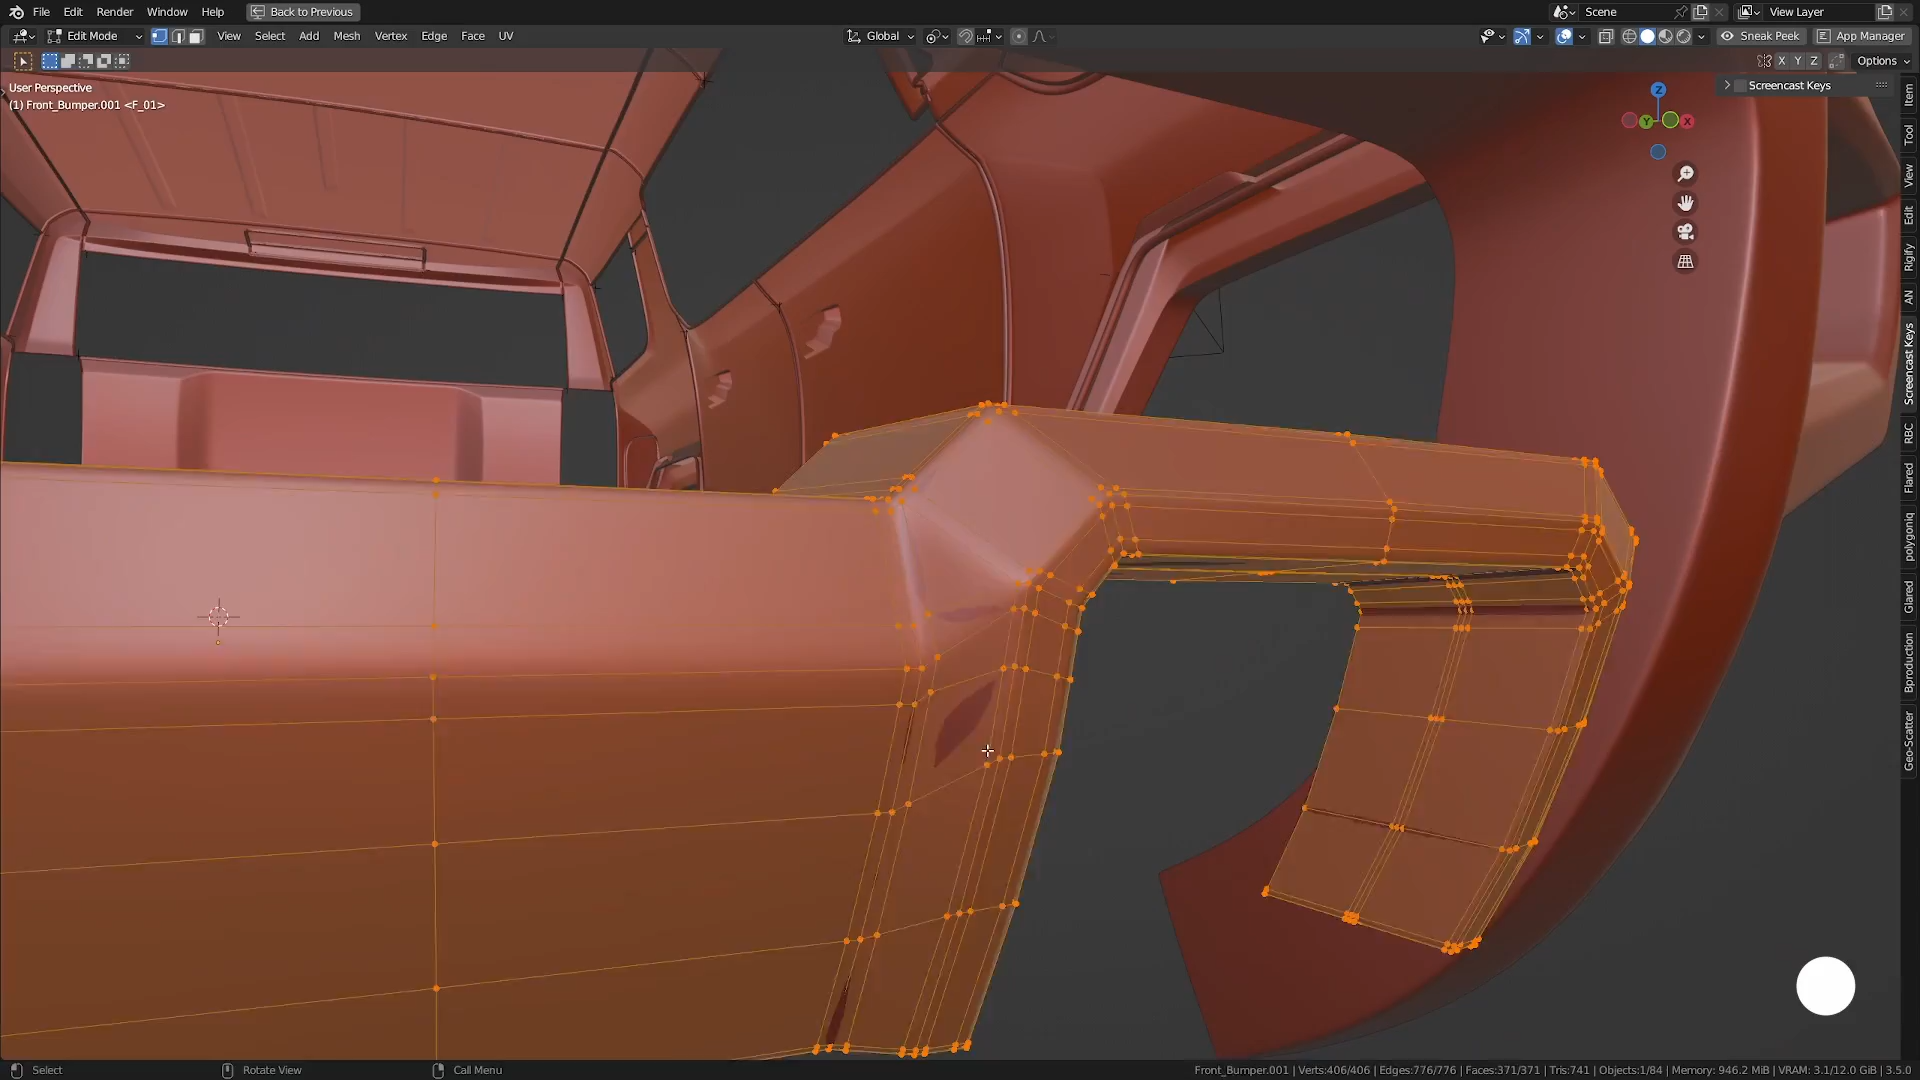 File Edit Render Window Help Back to Previous Scene View Layer
Edit Mode View Select Add Mesh Vertex Edge Face UV Global Sneak Peek App Manager
X Y Z Options
User Perspective
(1) Front_Bumper.001 <F_01>
Screencast Keys
Z
Y X
Item
Tool
View
Edit
Rigify
AN
Screencast Keys
RBC
Flared
polygoniq
Glared
Bproduction
Geo-Scatter
Select Rotate View Call Menu Front_Bumper.001 | Verts:406/406 | Edges:776/776 | Faces:371/371 | Tris:741 | Objects:1/84 | Memory: 946.2 MiB | VRAM: 3.1/12.0 GiB | 3.5.0